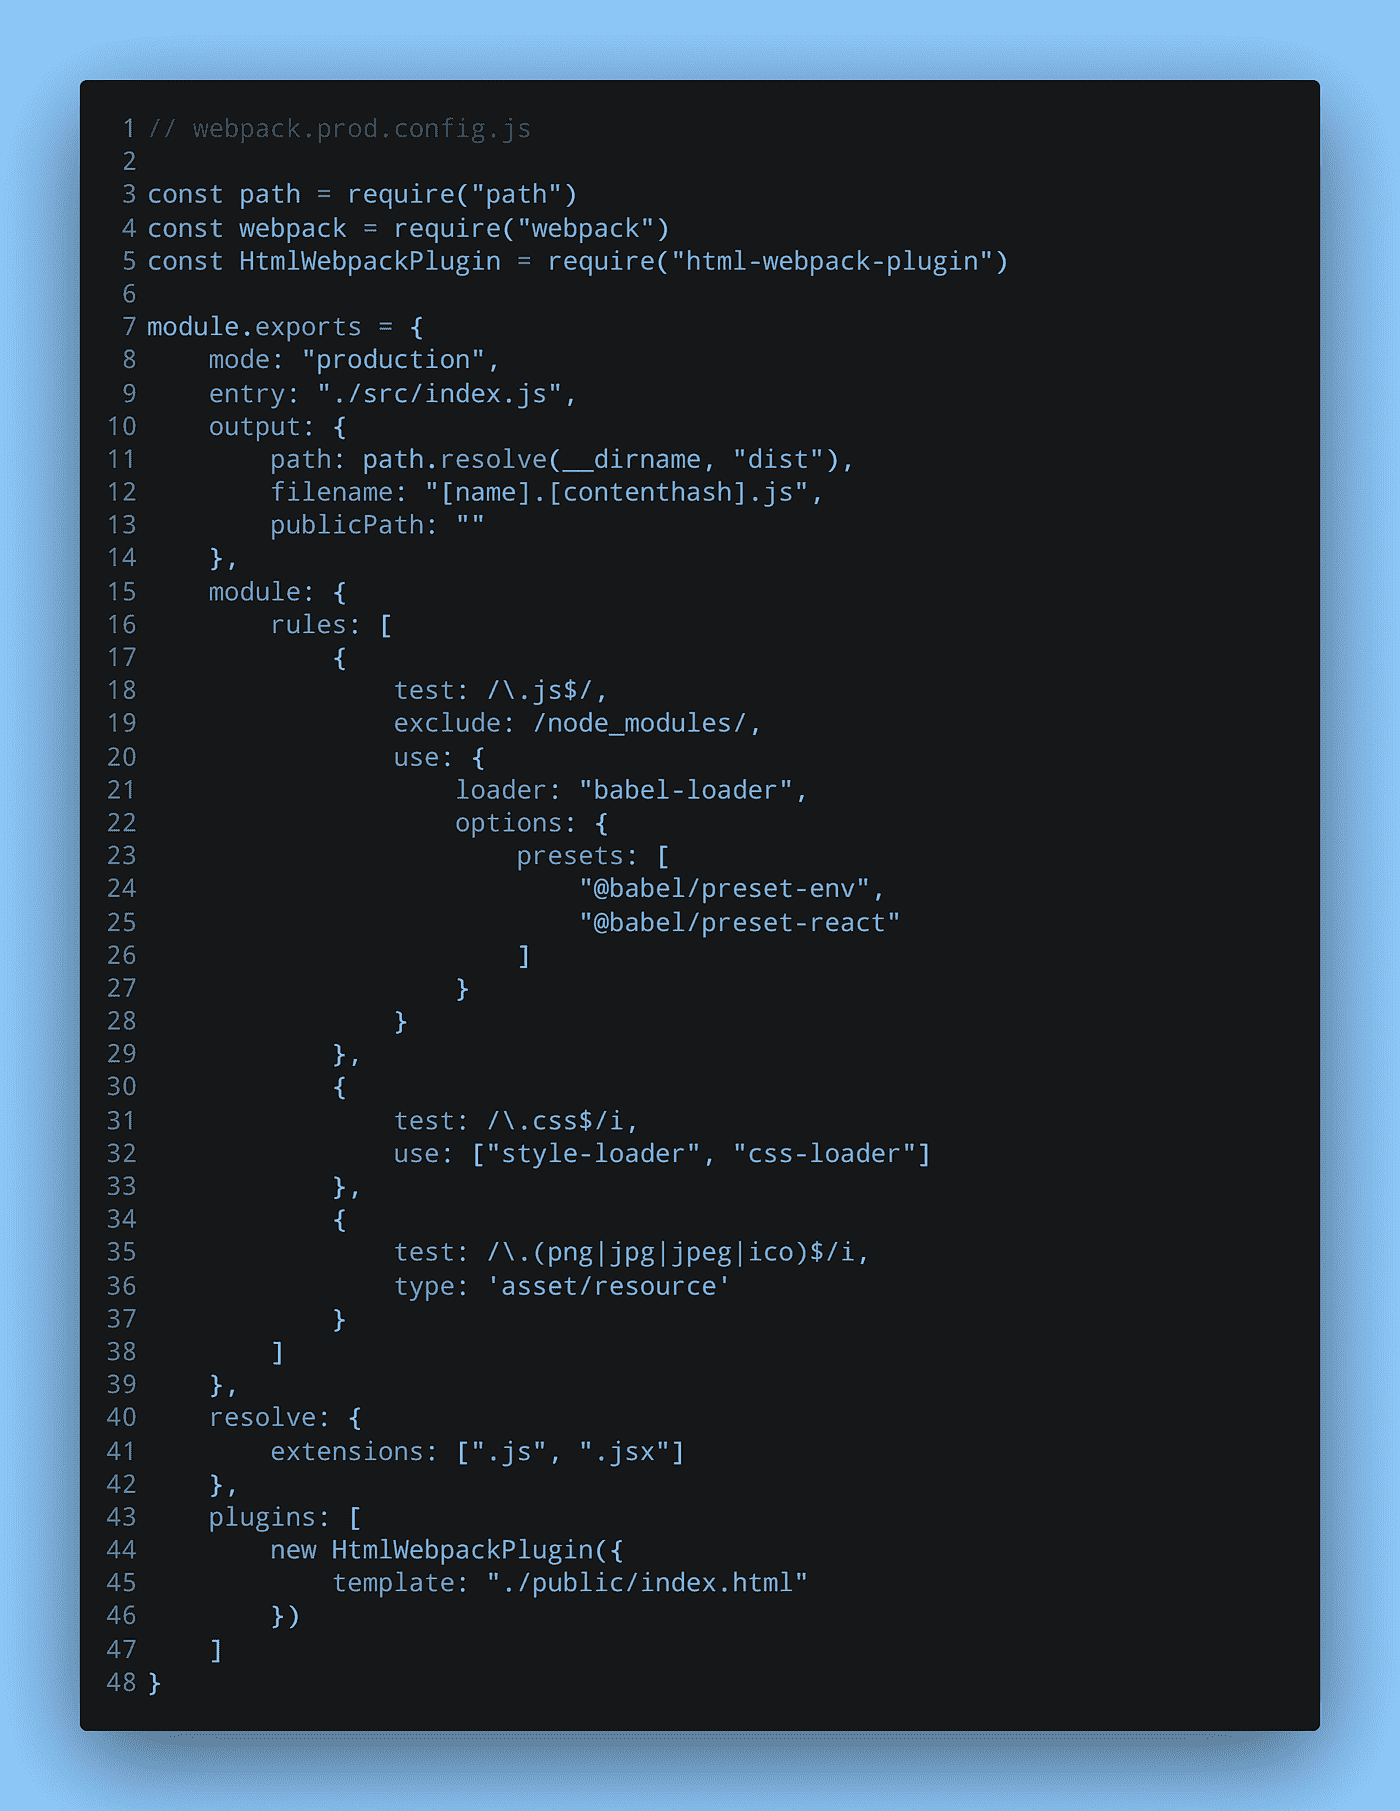 1 // webpack.prod.config.js
2
3 const path = require("path")
4 const webpack = require("webpack")
5 const HtmlWebpackPlugin = require("html-webpack-plugin")
6
7 module.exports = {
8     mode: "production",
9     entry: "./src/index.js",
10     output: {
11         path: path.resolve(__dirname, "dist"),
12         filename: "[name].[contenthash].js",
13         publicPath: ""
14     },
15     module: {
16         rules: [
17             {
18                 test: /\.js$/,
19                 exclude: /node_modules/,
20                 use: {
21                     loader: "babel-loader",
22                     options: {
23                         presets: [
24                             "@babel/preset-env",
25                             "@babel/preset-react"
26                         ]
27                     }
28                 }
29             },
30             {
31                 test: /\.css$/i,
32                 use: ["style-loader", "css-loader"]
33             },
34             {
35                 test: /\.(png|jpg|jpeg|ico)$/i,
36                 type: 'asset/resource'
37             }
38         ]
39     },
40     resolve: {
41         extensions: [".js", ".jsx"]
42     },
43     plugins: [
44         new HtmlWebpackPlugin({
45             template: "./public/index.html"
46         })
47     ]
48 }